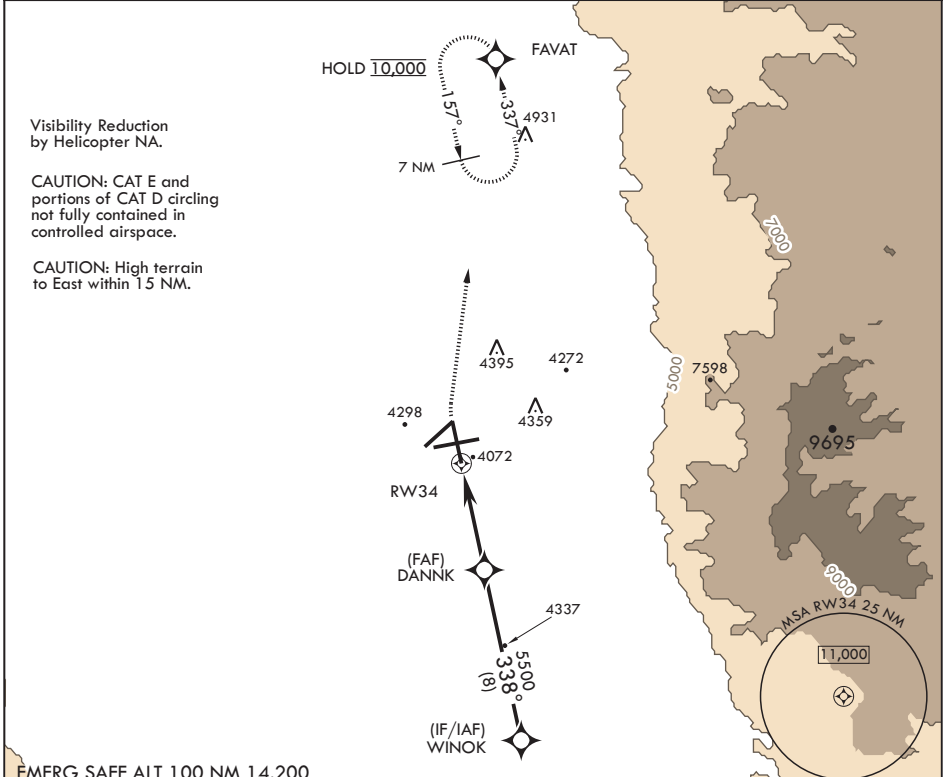 FAVAT
HOLD 10,000
157°
337°
4931
7 NM
Visibility Reduction
by Helicopter NA.
CAUTION: CAT E and
portions of CAT D circling
not fully contained in
controlled airspace.
CAUTION: High terrain
to East within 15 NM.
7000
4395
4272
5000
7598
4359
4298
9695
4072
RW34
(FAF)
DANNK
9000
4337
MSA RW34 25 NM
11,000
5500
338°
(8)
(IF/IAF)
WINOK
EMERG SAFE ALT 100 NM 14,200